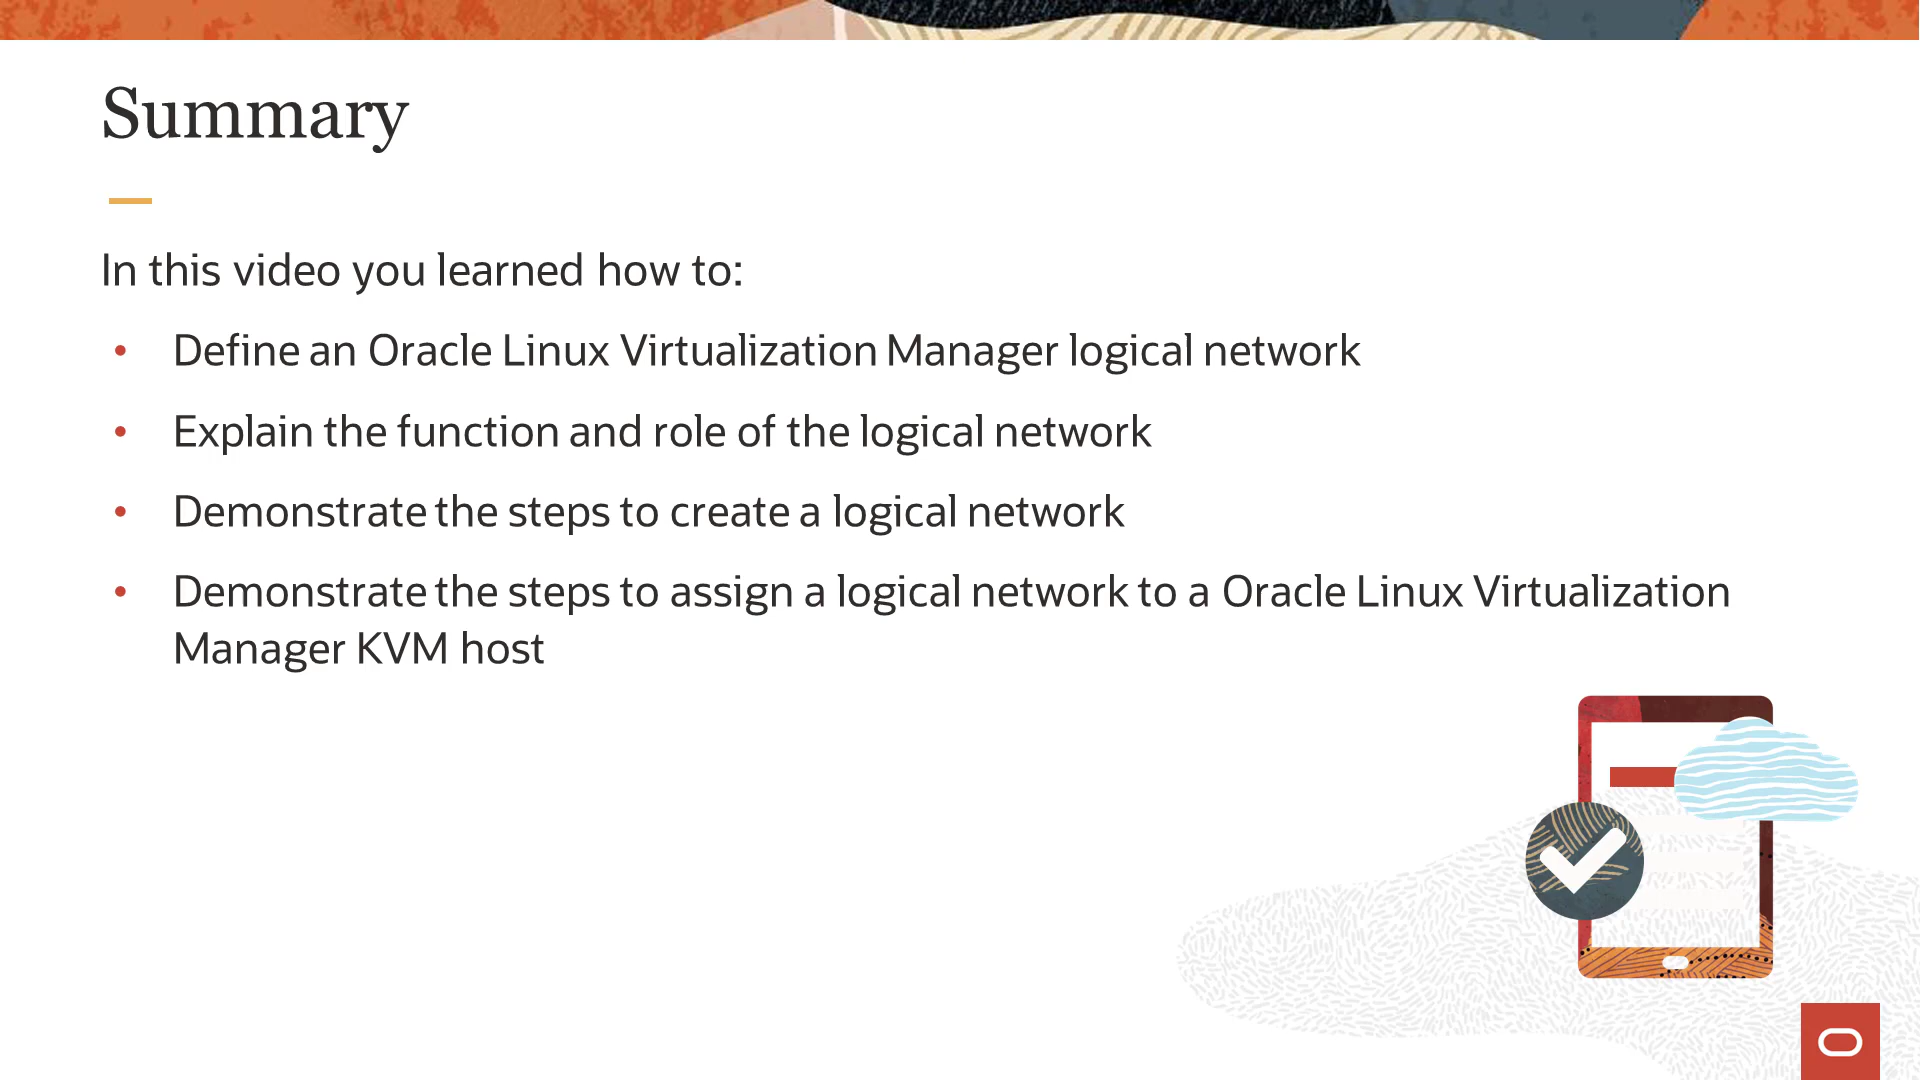 Summary
In this video you learned how to:
• Define an Oracle Linux Virtualization Manager logical network
• Explain the function and role of the logical network
• Demonstrate the steps to create a logical network
• Demonstrate the steps to assign a logical network to a Oracle Linux Virtualization
Manager KVM host